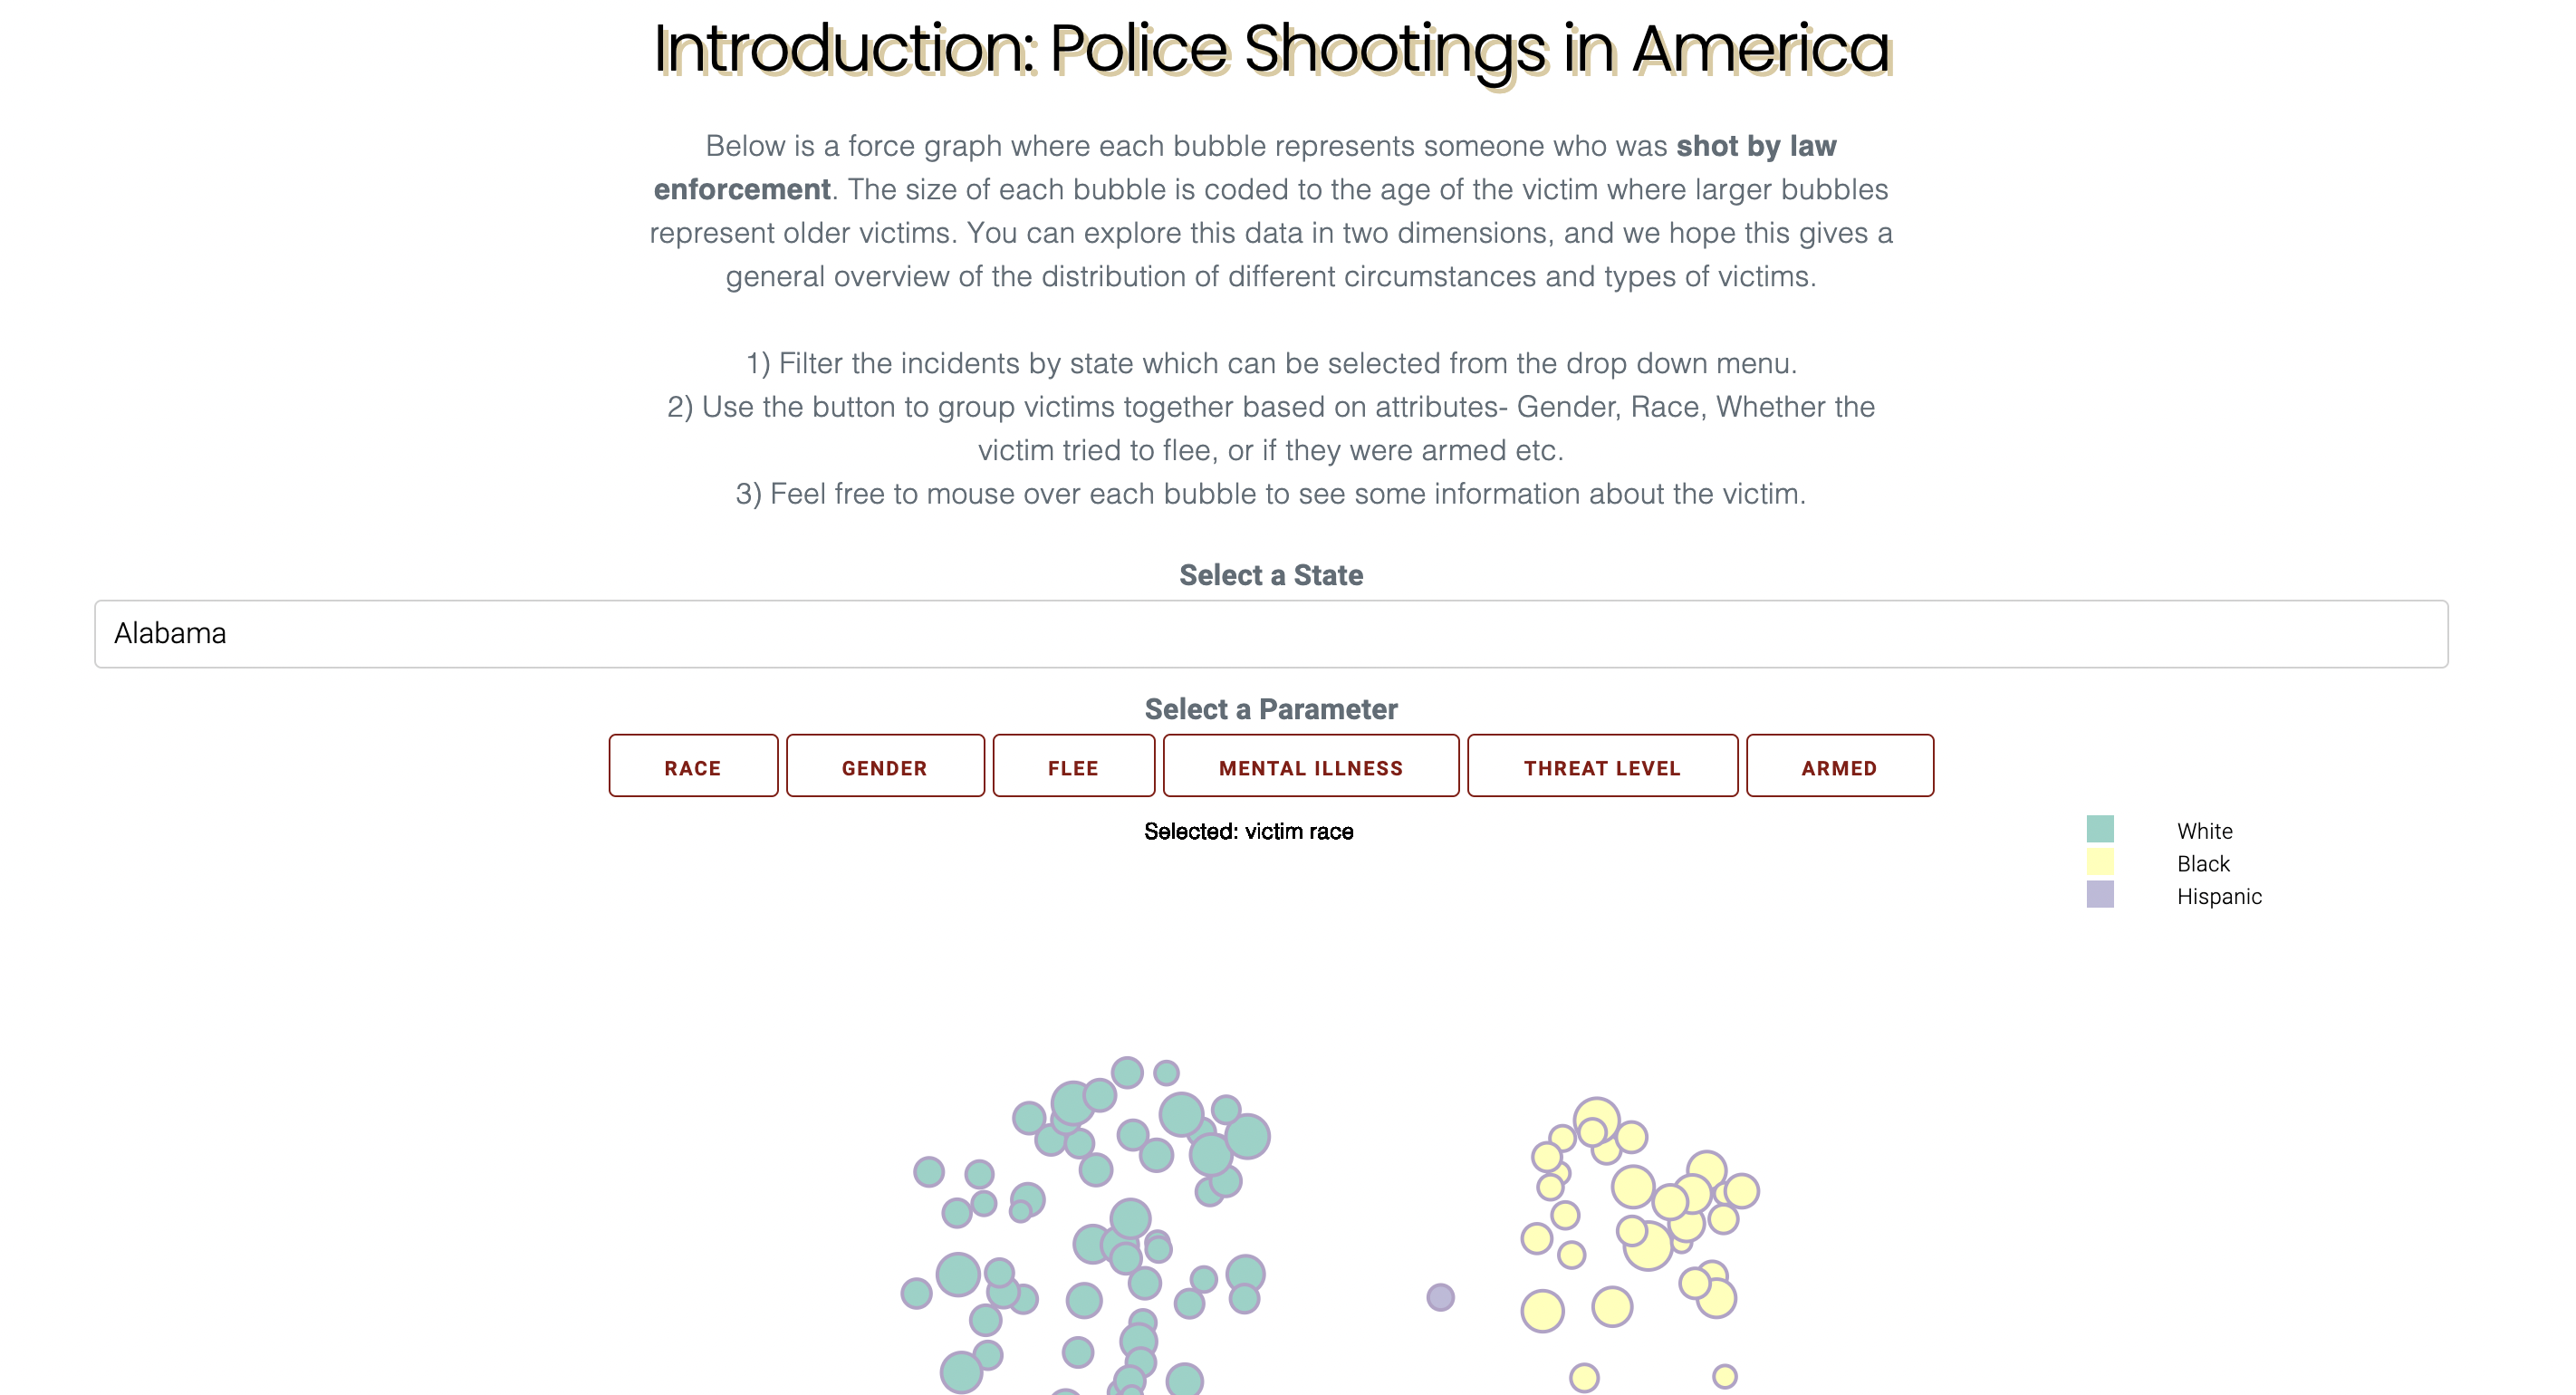 Introduction: Police Shootings in America
Below is a force graph where each bubble represents someone who was shot by law
enforcement. The size of each bubble is coded to the age of the victim where larger bubbles
represent older victims. You can explore this data in two dimensions, and we hope this gives a
general overview of the distribution of different circumstances and types of victims.
1) Filter the incidents by state which can be selected from the drop down menu.
2) Use the button to group victims together based on attributes- Gender, Race, Whether the
victim tried to flee, or if they were armed etc.
3) Feel free to mouse over each bubble to see some information about the victim.
Select a State
Alabama
Select a Parameter
RACE GENDER FLEE MENTAL ILLNESS THREAT LEVEL ARMED
Selected: victim race
White
Black
Hispanic